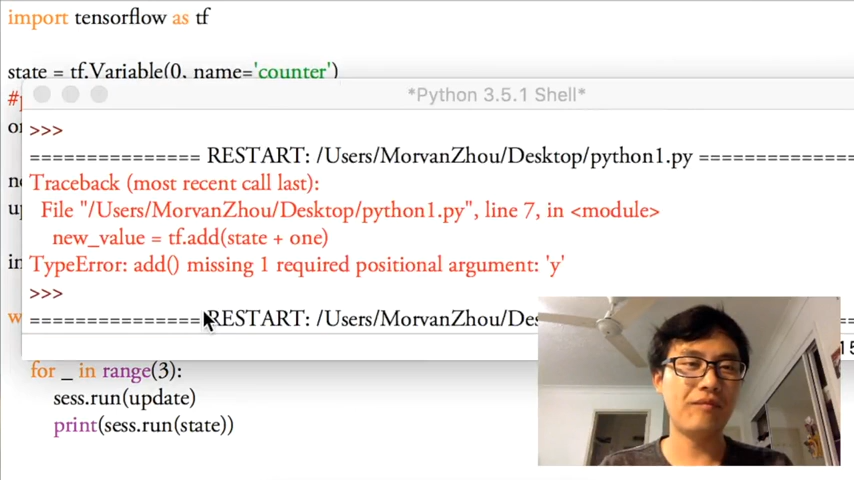 import tensorflow as tf
state = tf.Variable(0, name='counter')
*Python 3.5.1 Shell*
>>>
=============== RESTART: /Users/MorvanZhou/Desktop/python1.py ===============
Traceback (most recent call last):
File "/Users/MorvanZhou/Desktop/python1.py", line 7, in <module>
new_value = tf.add(state + one)
TypeError: add() missing 1 required positional argument: 'y'
>>>
=============== RESTART: /Users/MorvanZhou/Des
for _ in range(3):
sess.run(update)
print(sess.run(state))